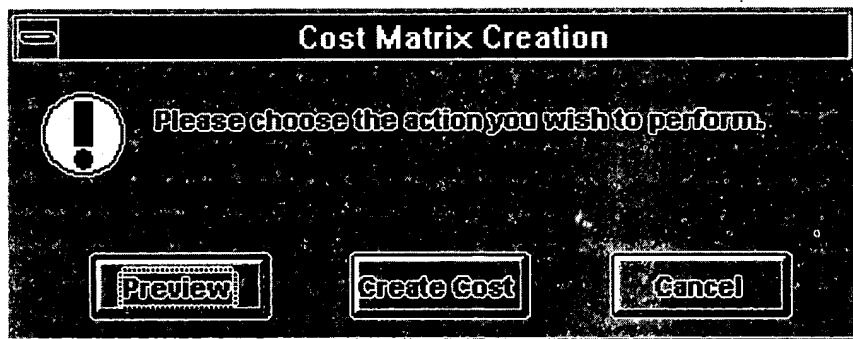 Cost Matrix Creation
Please choose the action you wish to perform.
Preview
Create Cost
Cancel